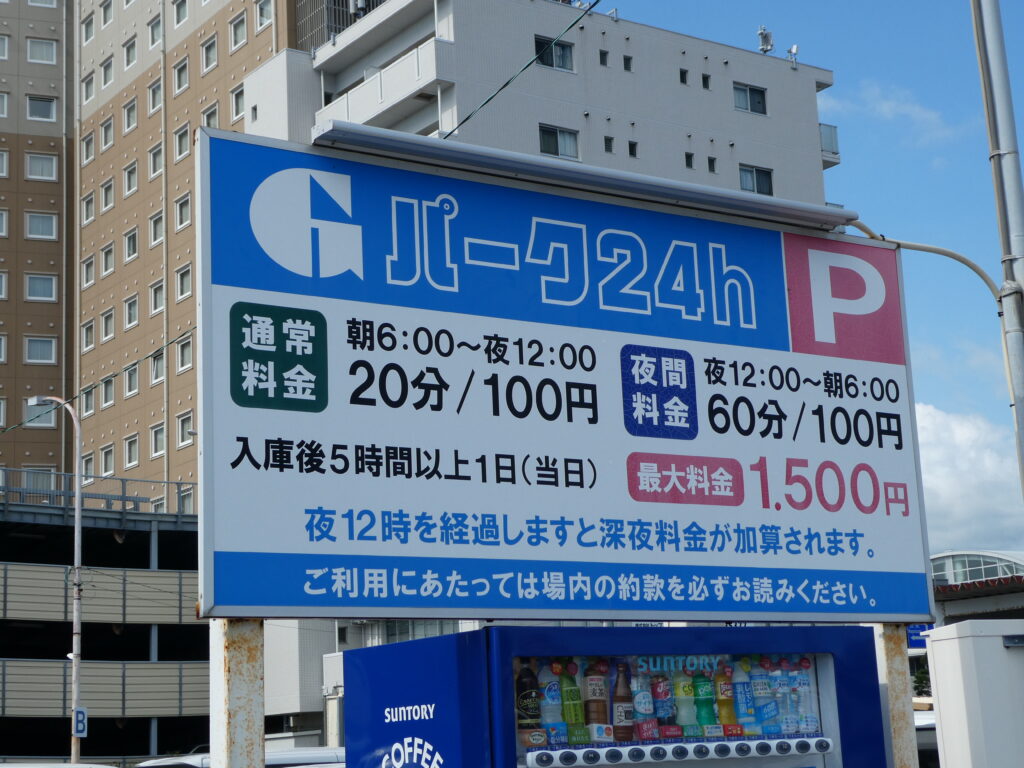 パーク24h P
通常料金
朝6:00〜夜12:00
20分/100円
夜間料金
夜12:00〜朝6:00
60分/100円
入庫後5時間以上1日(当日)
最大料金 1.500円
夜12時を経過しますと深夜料金が加算されます。
ご利用にあたっては場内の約款を必ずお読みください。
SUNTORY
SUNTORY
COFFEE
B